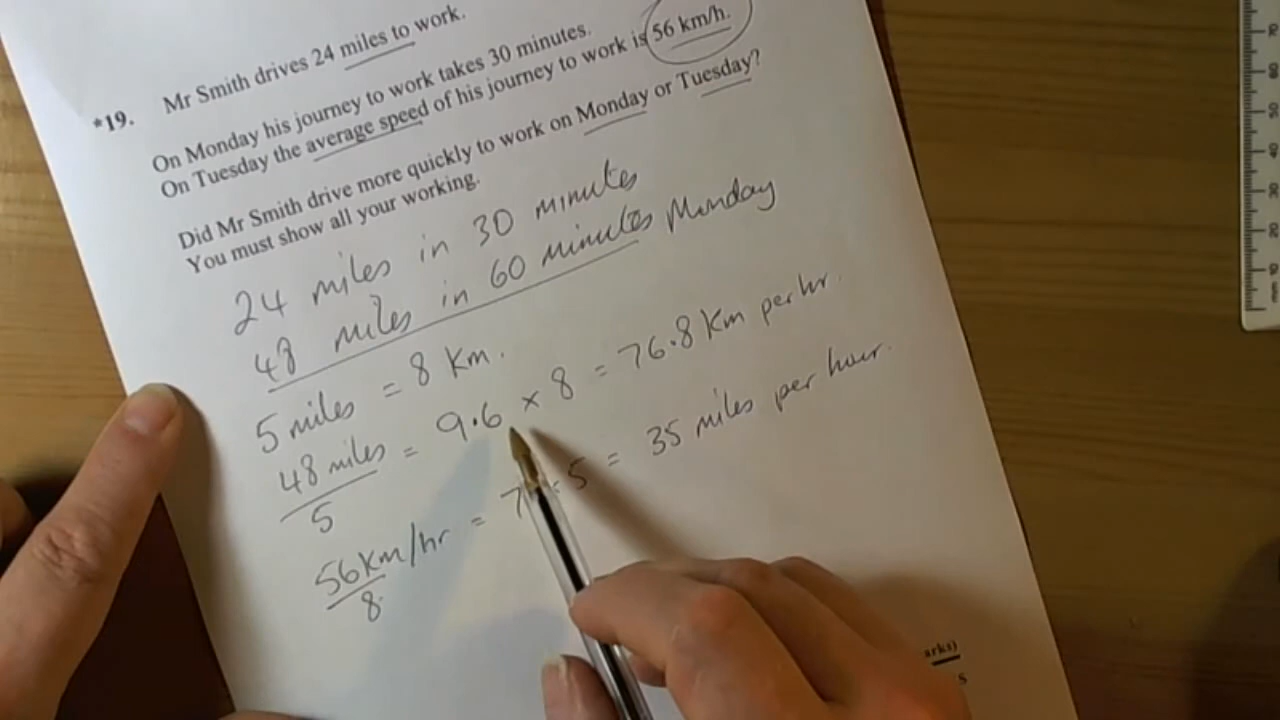 *19. Mr Smith drives 24 miles to work.
On Monday his journey to work takes 30 minutes.
On Tuesday the average speed of his journey to work is 56 km/h.
Did Mr Smith drive more quickly to work on Monday or Tuesday?
You must show all your working.
24 miles in 30 minutes
48 miles in 60 minutes Monday
5 miles = 8 km.
48 miles = 9.6 × 8 = 76.8 Km per hr.
5
56km/hr = 7 × 5 = 35 miles per hour.
8
arks)
s